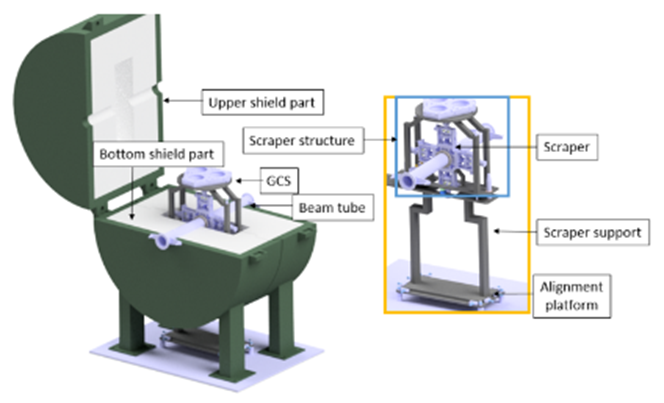 Upper shield part
Scraper structure
Scraper
Bottom shield part
GCS
Beam tube
Scraper support
Alignment
platform